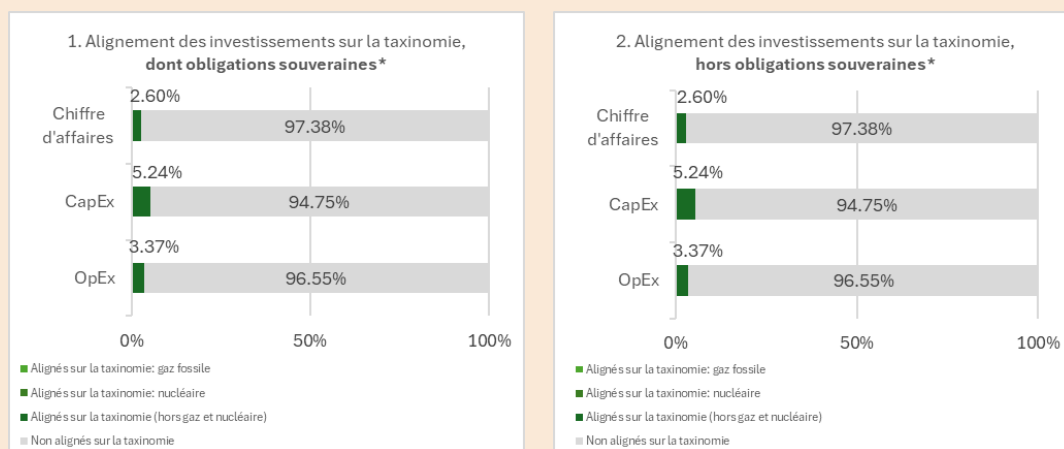 1. Alignement des investissements sur la taxinomie,
dont obligations souveraines*
2.60%
Chiffre
d'affaires
97.38%
5.24%
CapEx
94.75%
3.37%
OpEx
96.55%
0%
50%
100%
Alignés sur la taxinomie: gaz fossile
Alignés sur la taxinomie: nucléaire
Alignés sur la taxinomie (hors gaz et nucléaire)
Non alignés sur la taxinomie
2. Alignement des investissements sur la taxinomie,
hors obligations souveraines*
2.60%
Chiffre
d'affaires
97.38%
5.24%
CapEx
94.75%
3.37%
OpEx
96.55%
0%
50%
100%
Alignés sur la taxinomie: gaz fossile
Alignés sur la taxinomie: nucléaire
Alignés sur la taxinomie (hors gaz et nucléaire)
Non alignés sur la taxinomie